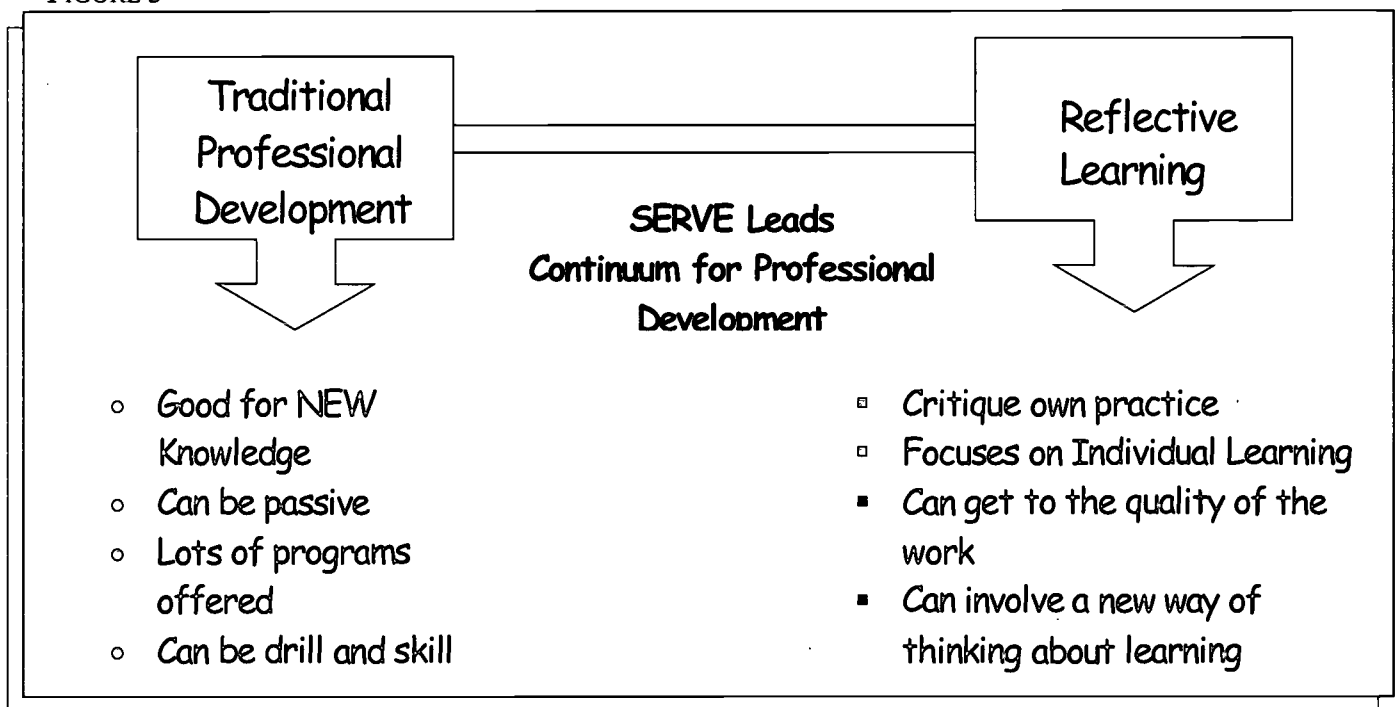 Traditional
Professional
Development
Reflective
Learning
SERVE Leads
Continuum for Professional
Development
Good for NEW
Knowledge
Can be passive
Lots of programs
offered
Can be drill and skill
Critique own practice
Focuses on Individual Learning
Can get to the quality of the
work
Can involve a new way of
thinking about learning